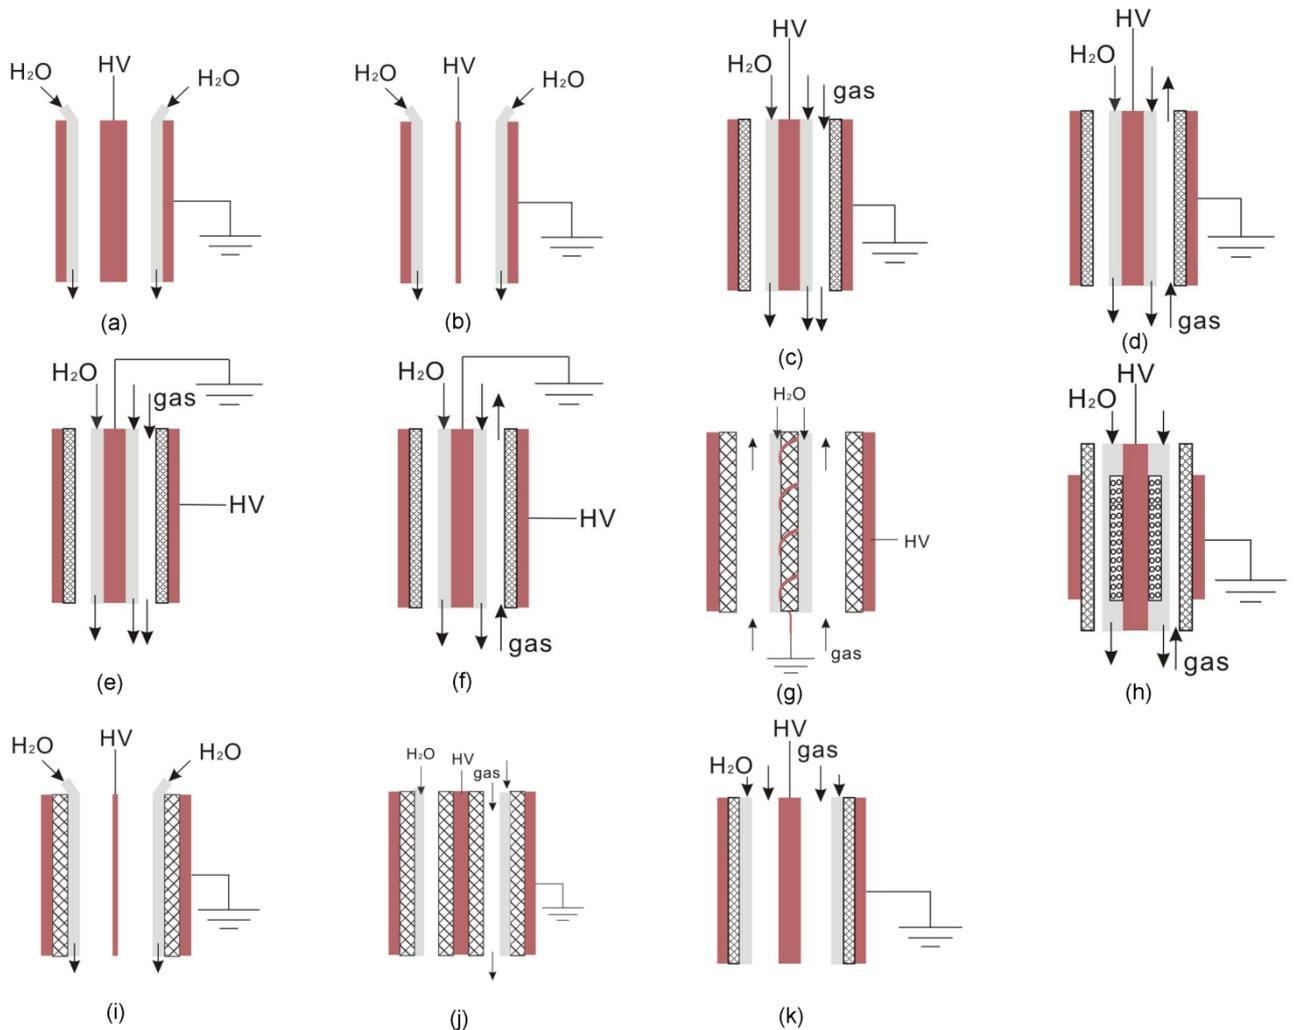 H₂O HV H₂O
(a)
H₂O HV H₂O
(b)
HV
H₂O gas
(c)
HV
H₂O
gas
(d)
H₂O gas
HV
(e)
H₂O
HV
gas
(f)
H₂O
HV
gas
(g)
HV
H₂O
gas
(h)
H₂O HV H₂O
(i)
H₂O HV gas
(j)
HV
H₂O gas
(k)